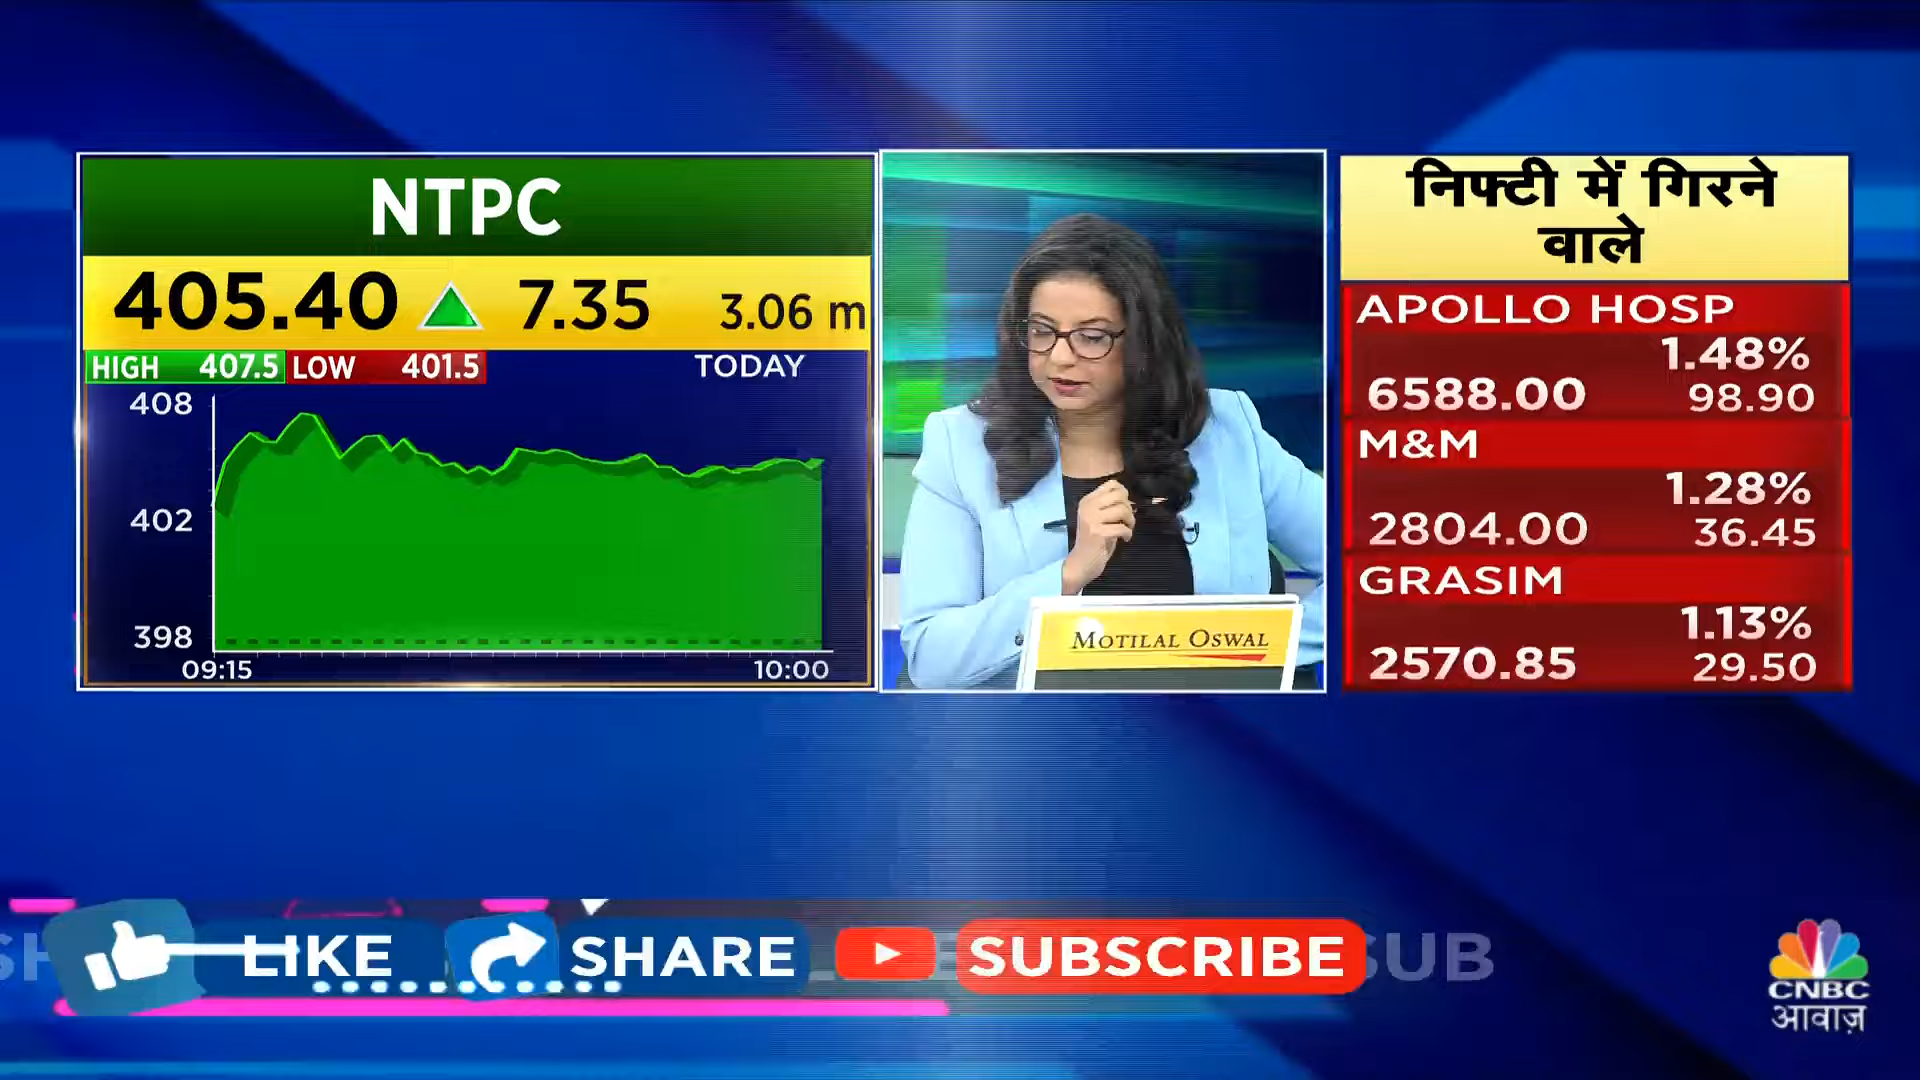 NTPC
405.40 7.35 3.06 m
HIGH 407.5 LOW 401.5 TODAY
408
402
398
09:15 10:00
MOTILAL OSWAL
निफ्टी में गिरने
वाले
APOLLO HOSP
1.48%
6588.00 98.90
M&M
1.28%
2804.00 36.45
GRASIM
1.13%
2570.85 29.50
SH LIKE SHARE SUBSCRIBE SUB
CNBC
आवाज़